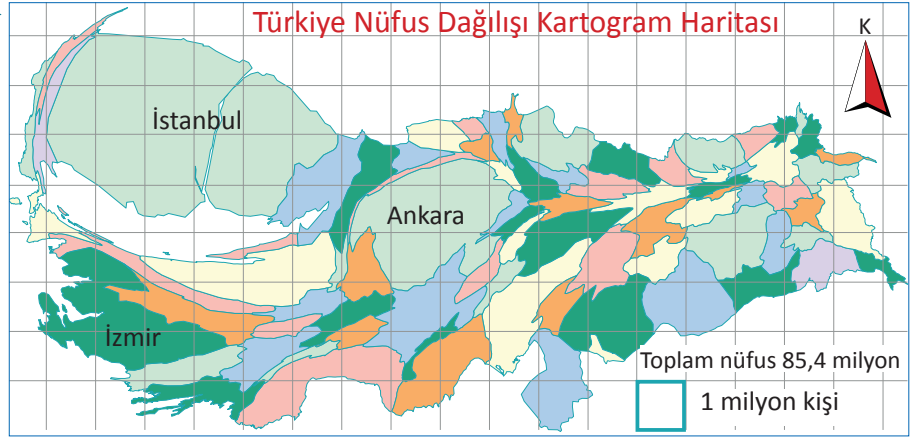 Türkiye Nüfus Dağılışı Kartogram Haritası
K
İstanbul
Ankara
İzmir
Toplam nüfus 85,4 milyon
1 milyon kişi